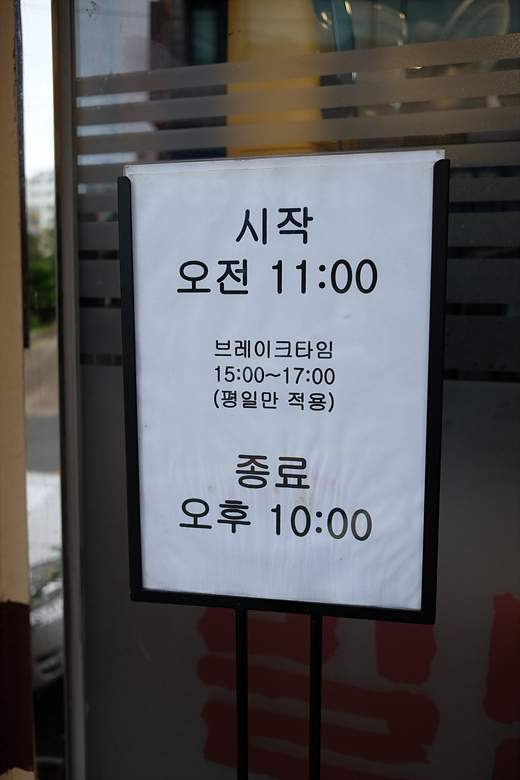 시작
오전 11:00
브레이크타임
15:00~17:00
(평일만 적용)
종료
오후 10:00